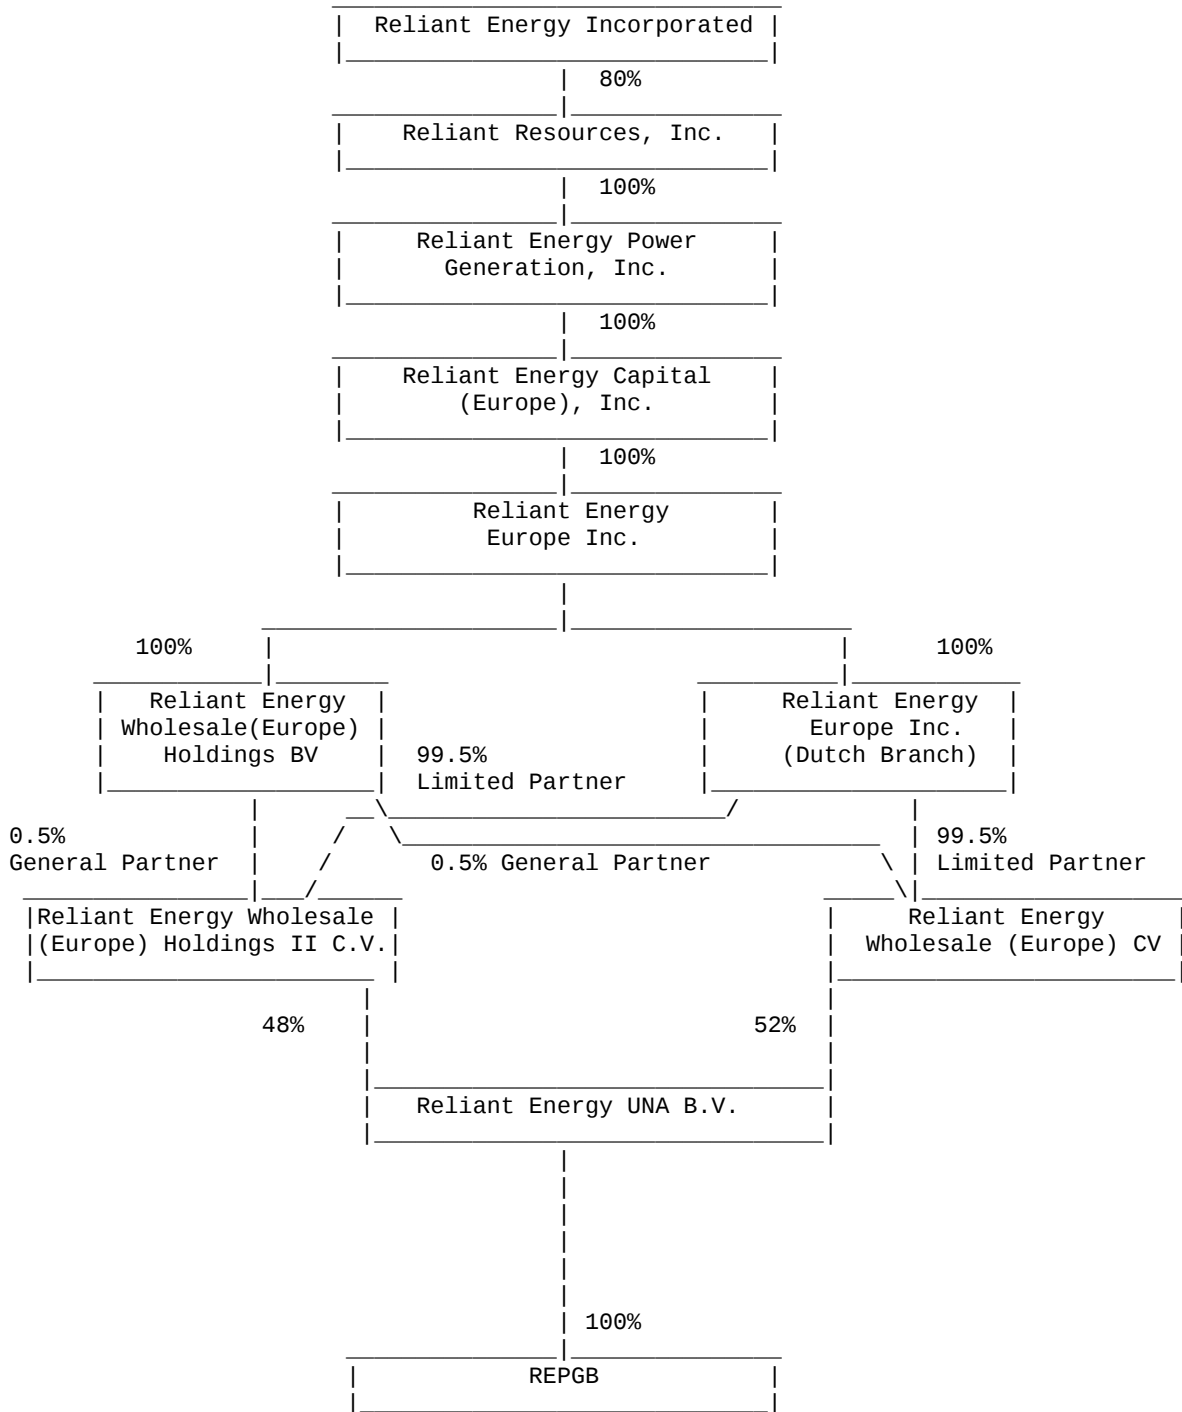 Reliant Energy Incorporated
80%
Reliant Resources, Inc.
100%
Reliant Energy Power
Generation, Inc.
100%
Reliant Energy Capital
(Europe), Inc.
100%
Reliant Energy
Europe Inc.
100% 100%
Reliant Energy
Wholesale(Europe)
Holdings BV
Reliant Energy
Europe Inc.
(Dutch Branch)
99.5%
Limited Partner
0.5%
General Partner
0.5% General Partner
99.5%
Limited Partner
Reliant Energy Wholesale
(Europe) Holdings II C.V.
Reliant Energy
Wholesale (Europe) CV
48% 52%
Reliant Energy UNA B.V.
100%
REPGB